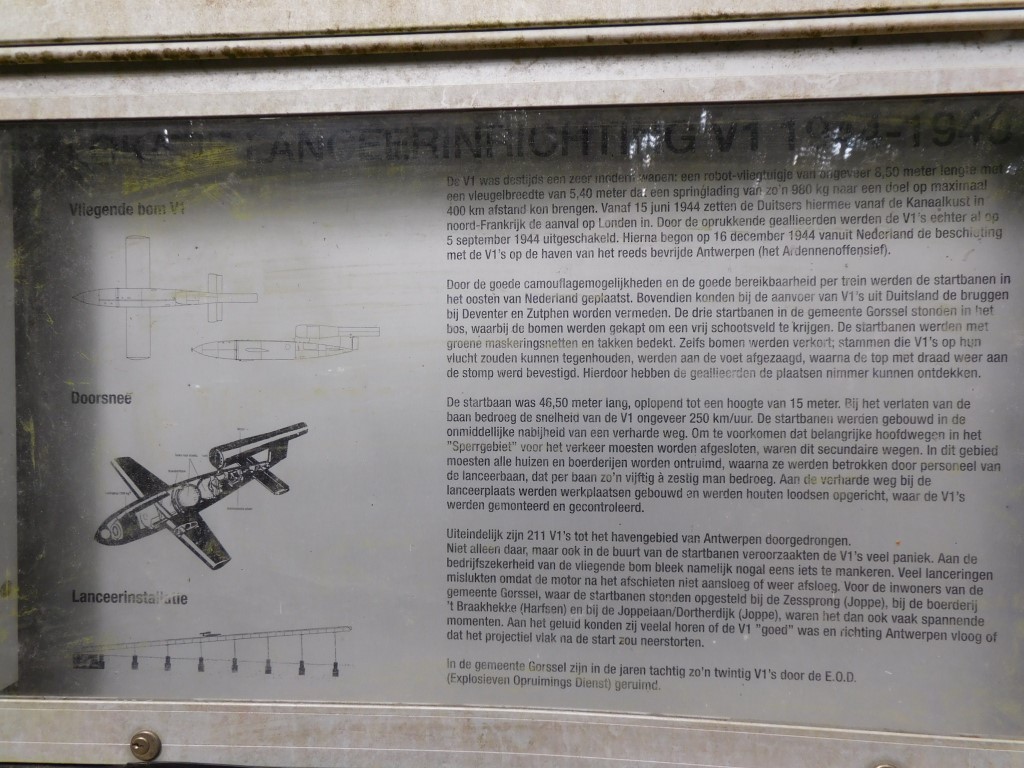 LANCEERINRICHTING V1
Vliegende bom V1
Doorsnee
Lanceerinstallatie
De V1 was destijds een zeer modern wapen: een robot-vliegtuigje van ongeveer 8,50 meter lengte met
een vleugelbreedte van 5,40 meter dat een springlading van zo'n 980 kg naar een doel op maximaal
400 km afstand kon brengen. Vanaf 15 juni 1944 zetten de Duitsers hiermee vanaf de Kanaalkust in
noord-Frankrijk de aanval op Londen in. Door de oprukkende geallieerden werden de V1's echter al op
5 september 1944 uitgeschakeld. Hierna begon op 16 december 1944 vanuit Nederland de beschieting
met de V1's op de haven van het reeds bevrijde Antwerpen (het Ardennenoffensief).
Door de goede camouflagemogelijkheden en de goede bereikbaarheid per trein werden de startbanen in
het oosten van Nederland geplaatst. Bovendien konden bij de aanvoer van V1's uit Duitsland de bruggen
bij Deventer en Zutphen worden vermeden. De drie startbanen in de gemeente Gorssel stonden in het
bos, waarbij de bomen werden gekapt om een vrij schootsveld te krijgen. De startbanen werden met
groene maskeringsnetten en takken bedekt. Zelfs bomen werden verkort; stammen die V1's op hun
vlucht zouden kunnen tegenhouden, werden aan de voet afgezaagd, waarna de top met draad weer aan
de stomp werd bevestigd. Hierdoor hebben de geallieerden de plaatsen nimmer kunnen ontdekken.
De startbaan was 46,50 meter lang, oplopend tot een hoogte van 15 meter. Bij het verlaten van de
baan bedroeg de snelheid van de V1 ongeveer 250 km/uur. De startbanen werden gebouwd in de
onmiddellijke nabijheid van een verharde weg. Om te voorkomen dat belangrijke hoofdwegen in het
"Sperrgebiet" voor het verkeer moesten worden afgesloten, waren dit secundaire wegen. In dit gebied
moesten alle huizen en boerderijen worden ontruimd, waarna ze werden betrokken door personeel van
de lanceerbaan, dat per baan zo'n vijftig à zestig man bedroeg. Aan de verharde weg bij de
lanceerplaats werden werkplaatsen gebouwd en werden houten loodsen opgericht, waar de V1's
werden gemonteerd en gecontroleerd.
Uiteindelijk zijn 211 V1's tot het havengebied van Antwerpen doorgedrongen.
Niet alleen daar, maar ook in de buurt van de startbanen veroorzaakten de V1's veel paniek. Aan de
bedrijfszekerheid van de vliegende bom bleek namelijk nogal eens iets te mankeren. Veel lanceringen
mislukten omdat de motor na het afschieten niet aansloeg of weer afsloeg. Voor de inwoners van de
gemeente Gorssel, waar de startbanen stonden opgesteld bij de Zessprong (Joppe), bij de boerderij
't Braakhekke (Harfsen) en bij de Joppelaan/Dortherdijk (Joppe), waren het dan ook vaak spannende
momenten. Aan het geluid konden zij veelal horen of de V1 "goed" was en richting Antwerpen vloog of
dat het projectiel vlak na de start zou neerstorten.
In de gemeente Gorssel zijn in de jaren tachtig zo'n twintig V1's door de E.O.D.
(Explosieven Opruimings Dienst) geruimd.